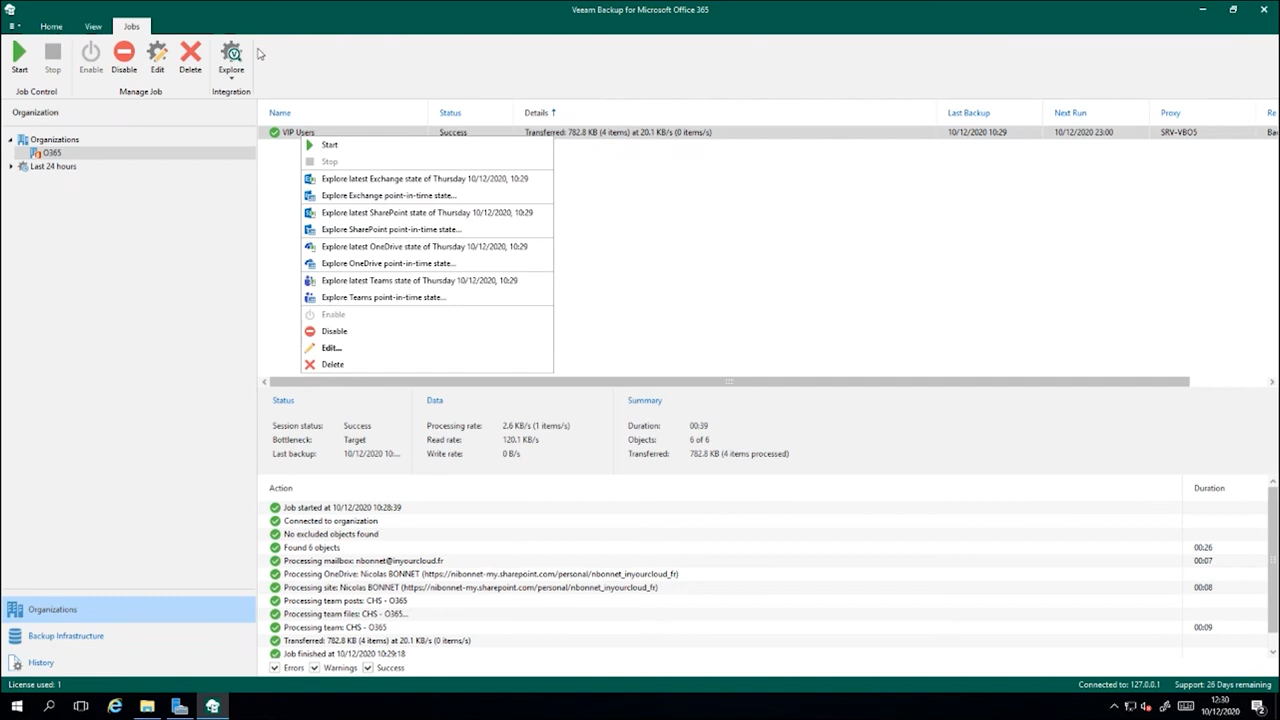 Veeam Backup for Microsoft Office 365
Home View Jobs
Start Stop Enable Disable Edit Delete Explore
Job Control Manage Job Integration
Organization
Organizations
O365
Last 24 hours
Name Status Details Last Backup Next Run Proxy Re
VIP Users Success Transferred: 782.8 KB (4 items) at 20.1 KB/s (0 items/s) 10/12/2020 10:29 10/12/2020 23:00 SRV-VBO5 Bac
Start
Stop
Explore latest Exchange state of Thursday 10/12/2020, 10:29
Explore Exchange point-in-time state...
Explore latest SharePoint state of Thursday 10/12/2020, 10:29
Explore SharePoint point-in-time state...
Explore latest OneDrive state of Thursday 10/12/2020, 10:29
Explore OneDrive point-in-time state...
Explore latest Teams state of Thursday 10/12/2020, 10:29
Explore Teams point-in-time state...
Enable
Disable
Edit...
Delete
Status Data Summary
Session status: Success Processing rate: 2.6 KB/s (1 items/s) Duration: 00:39
Bottleneck: Target Read rate: 120.1 KB/s Objects: 6 of 6
Last backup: 10/12/2020 10:... Write rate: 0 B/s Transferred: 782.8 KB (4 items processed)
Action Duration
Job started at 10/12/2020 10:28:39
Connected to organization
No excluded objects found
Found 6 objects 00:26
Processing mailbox: nbonnet@inyourcloud.fr 00:07
Processing OneDrive: Nicolas BONNET (https://nibonnet-my.sharepoint.com/personal/nbonnet_inyourcloud_fr)
Processing site: Nicolas BONNET (https://nibonnet-my.sharepoint.com/personal/nbonnet_inyourcloud_fr) 00:08
Processing team posts: CHS - O365
Processing team files: CHS - O365...
Processing team: CHS - O365 00:09
Transferred: 782.8 KB (4 items) at 20.1 KB/s (0 items/s)
Job finished at 10/12/2020 10:29:18
Errors Warnings Success
Organizations
Backup Infrastructure
History
License used: 1 Connected to: 127.0.0.1 Support: 26 Days remaining
12:30
10/12/2020
2